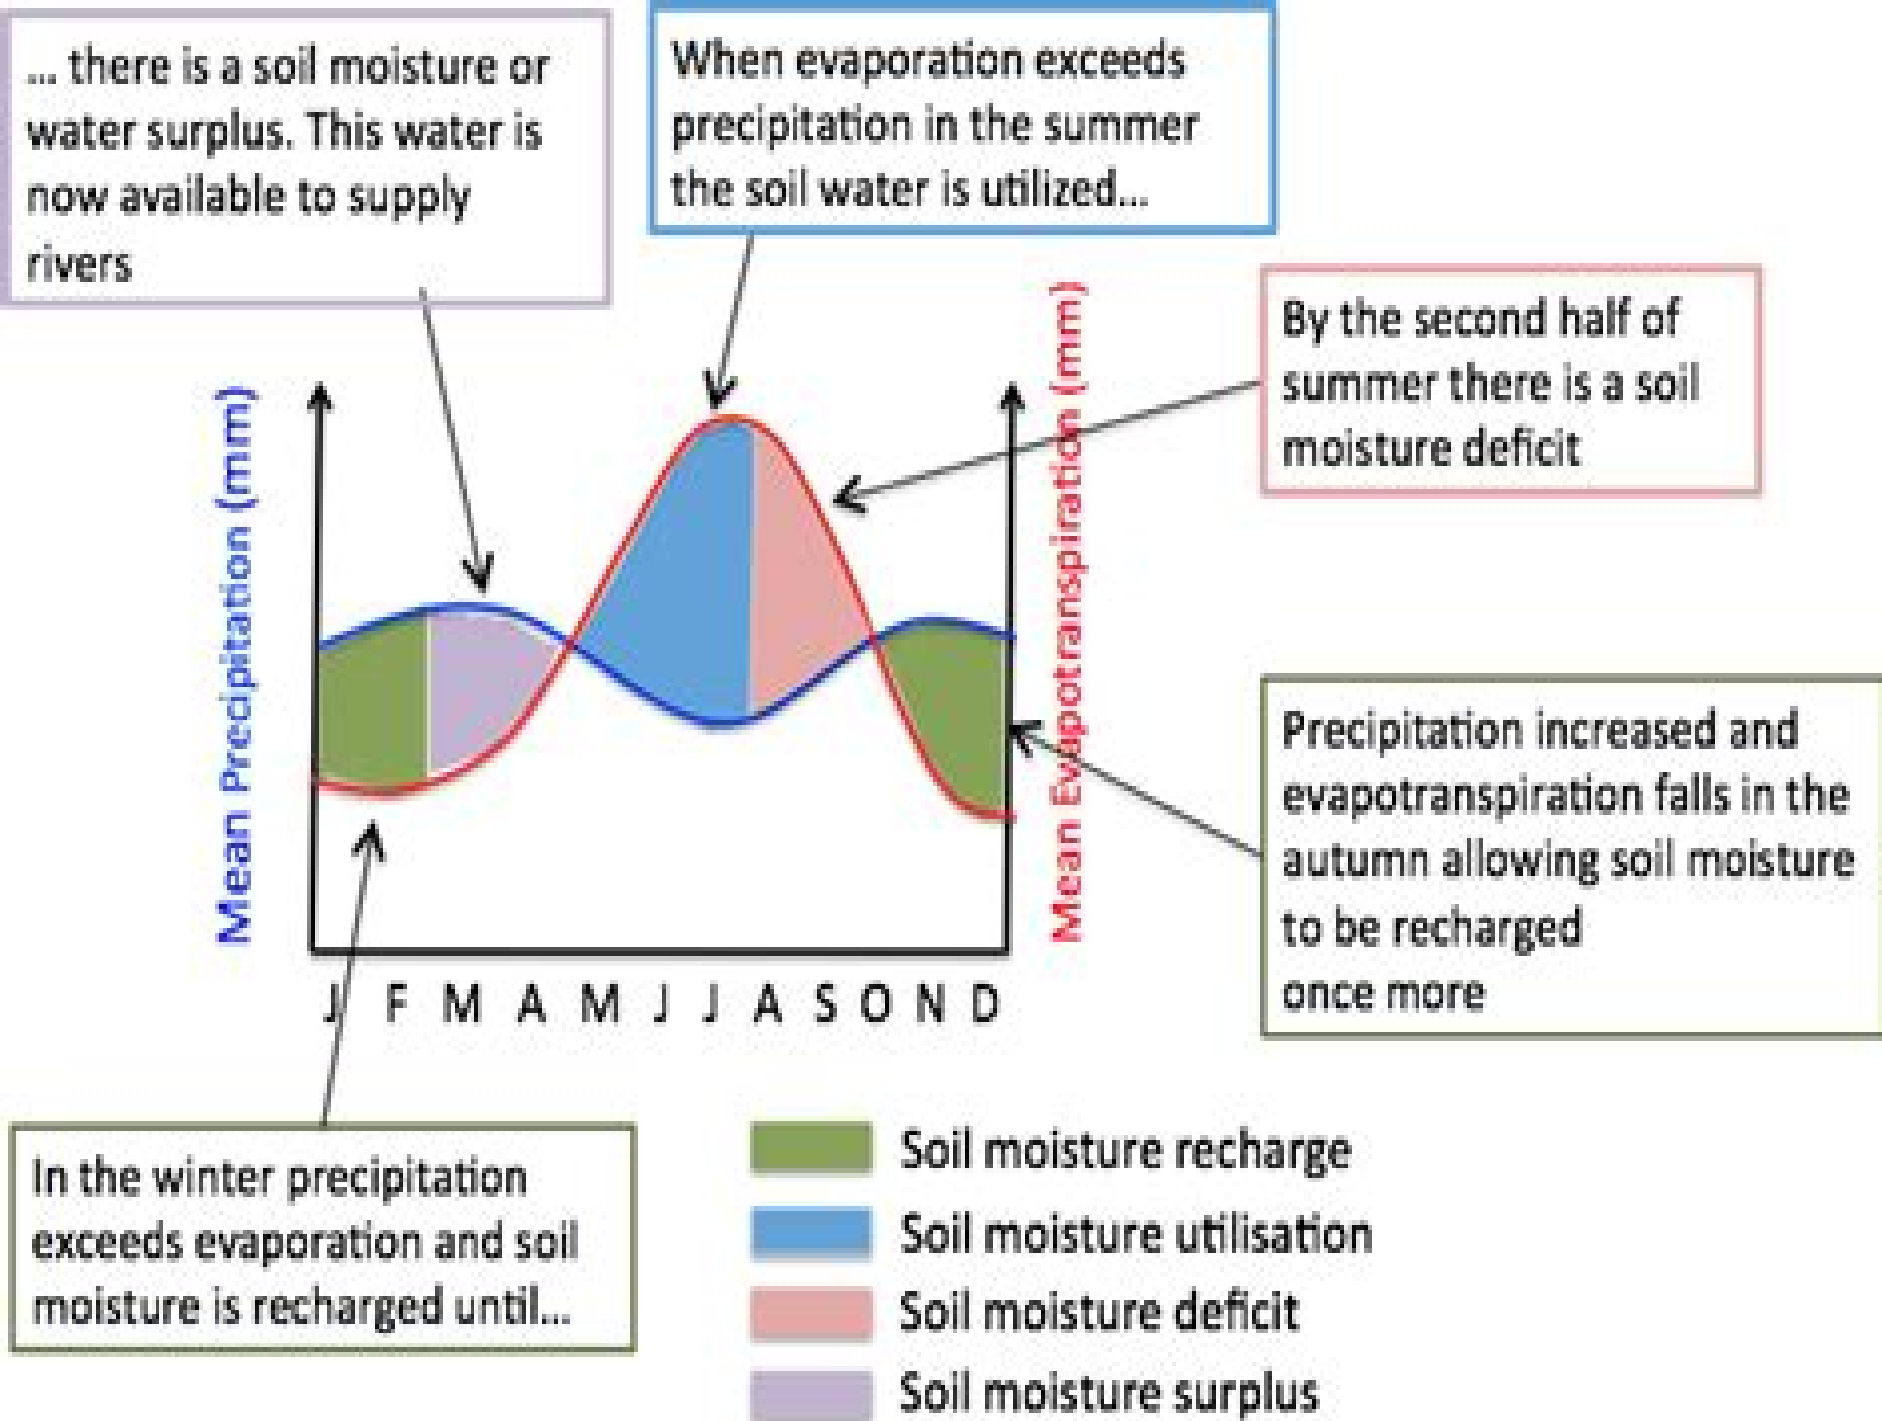 ... there is a soil moisture or
water surplus. This water is
now available to supply
rivers
When evaporation exceeds
precipitation in the summer
the soil water is utilized...
By the second half of
summer there is a soil
moisture deficit
Mean Precipitation (mm)
Mean Evapotranspiration (mm)
Precipitation increased and
evapotranspiration falls in the
autumn allowing soil moisture
to be recharged
once more
J F M A M J J A S O N D
In the winter precipitation
exceeds evaporation and soil
moisture is recharged until...
Soil moisture recharge
Soil moisture utilisation
Soil moisture deficit
Soil moisture surplus